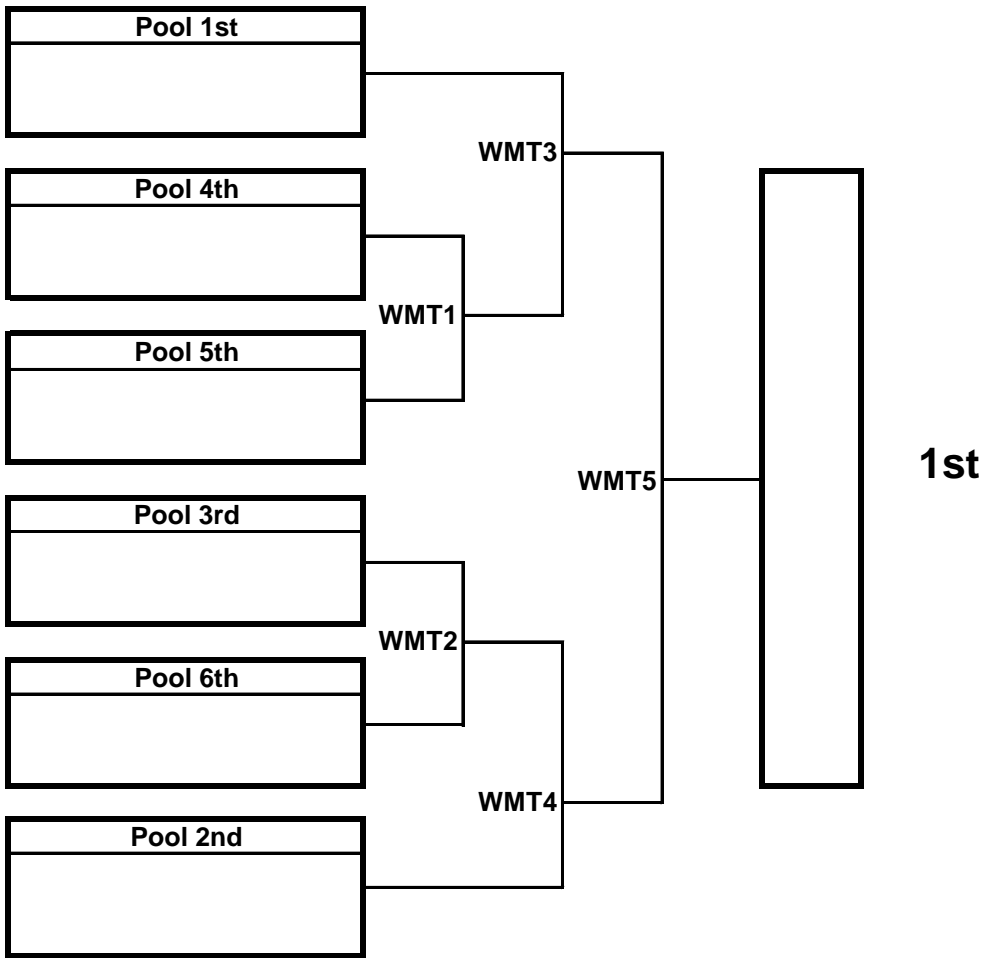 Pool 1st
WMT3
Pool 4th
WMT1
Pool 5th
1st
WMT5
Pool 3rd
WMT2
Pool 6th
WMT4
Pool 2nd